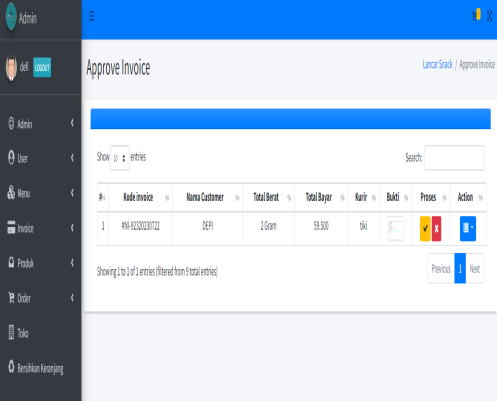 Admin
defi LOGOUT
Admin
User
Menu
Invoice
Produk
Order
Toko
Bersihkan Keranjang
Approve Invoice
Lancar Snack / Approve Invoice
Show 10 entries
Search:
# Kode invoice Nama Customer Total Berat Total Bayar Kurir Bukti Proses Action
1 #NI-92320230722 DEPI 2 Gram 59.500 tiki
Showing 1 to 1 of 1 entries (filtered from 9 total entries)
Previous 1 Next